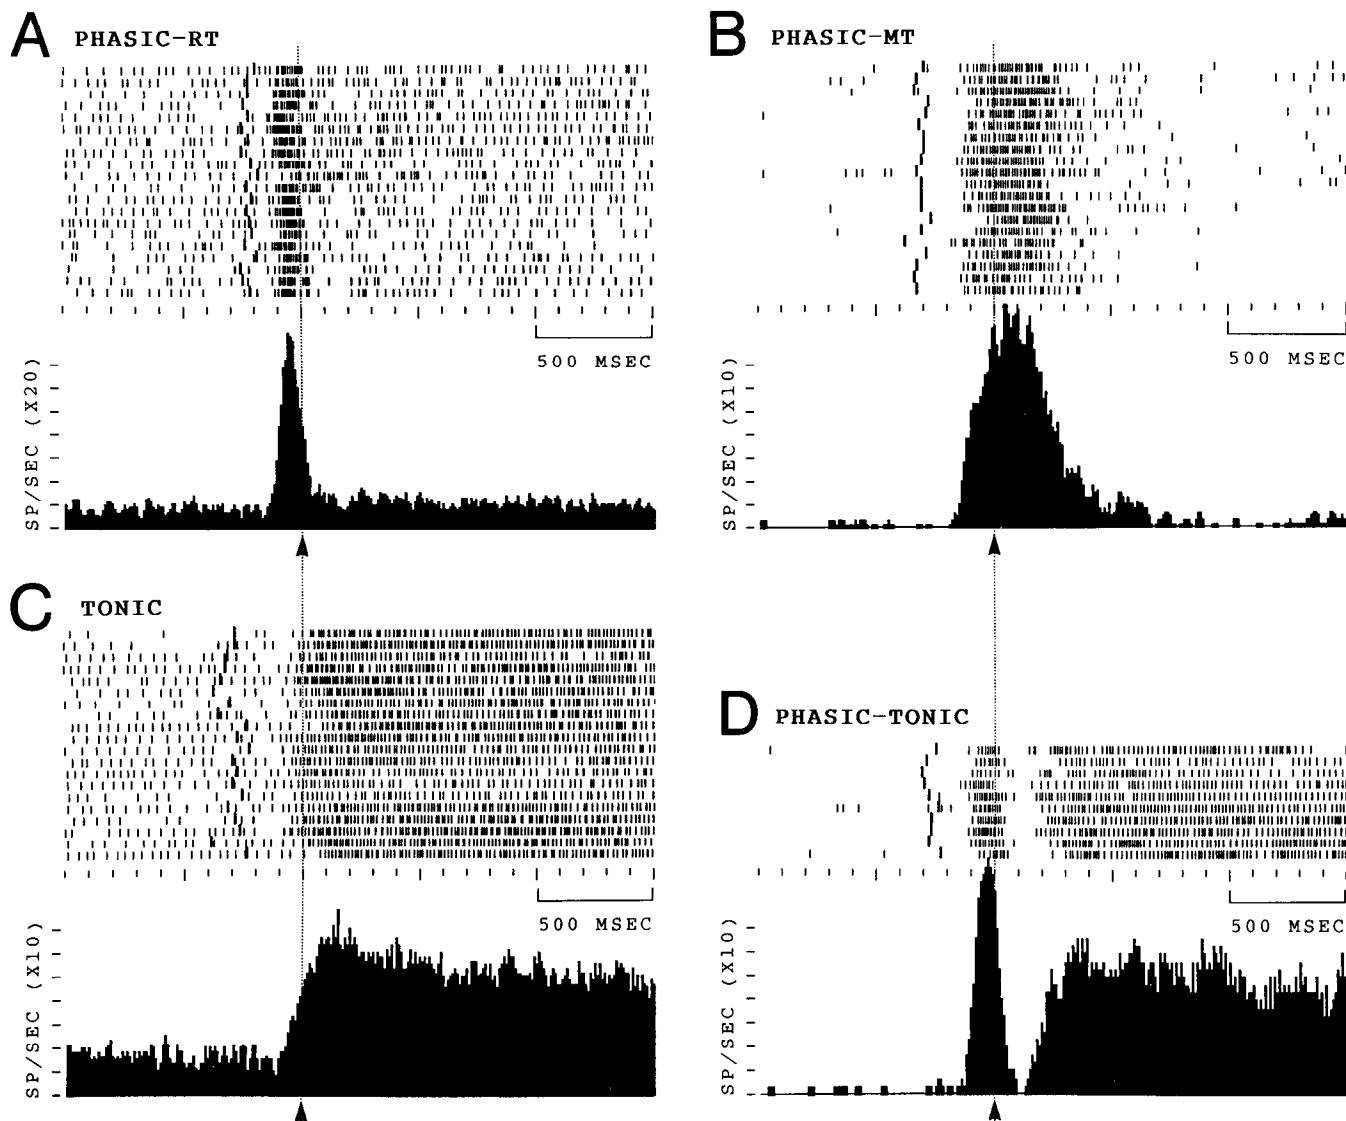 A PHASIC-RT
500 MSEC
SP/SEC (X20)
B PHASIC-MT
500 MSEC
SP/SEC (X10)
C TONIC
500 MSEC
SP/SEC (X10)
D PHASIC-TONIC
500 MSEC
SP/SEC (X10)